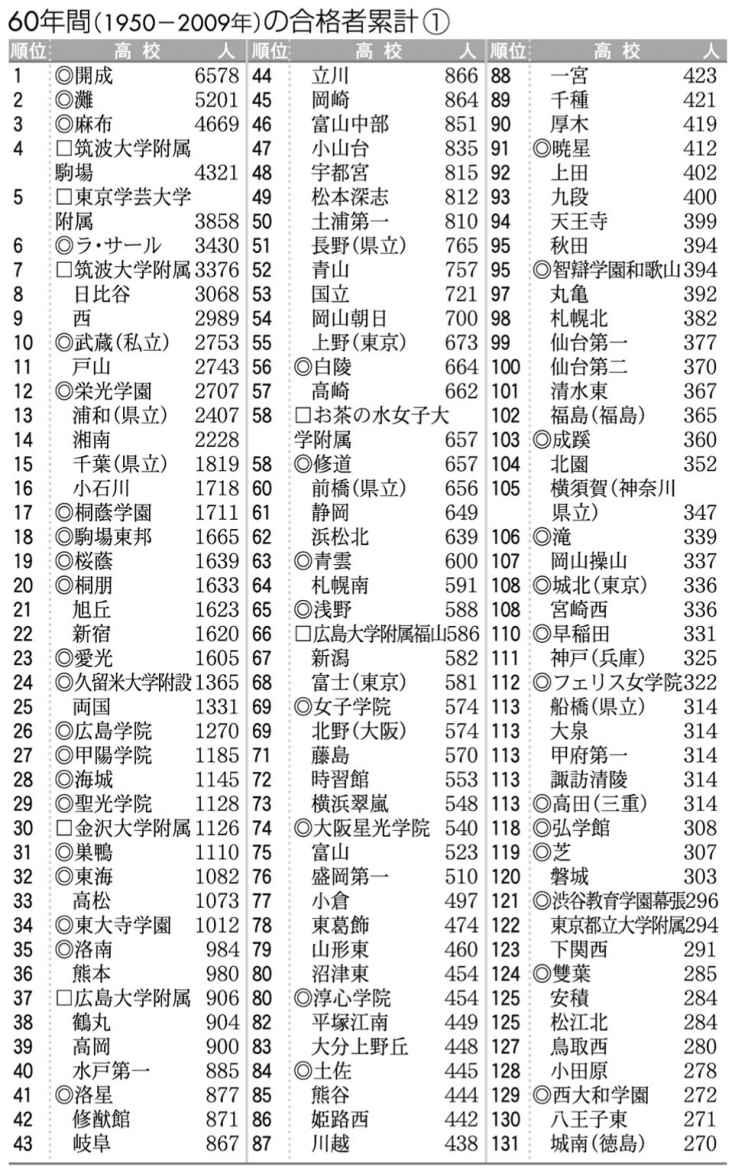 60年間(1950－2009年)の合格者累計①
順位 高校 人
1 ◎開成 6578
2 ◎灘 5201
3 ◎麻布 4669
4 □筑波大学附属
駒場 4321
5 □東京学芸大学
附属 3858
6 ◎ラ・サール 3430
7 □筑波大学附属 3376
8 日比谷 3068
9 西 2989
10 ◎武蔵(私立) 2753
11 戸山 2743
12 ◎栄光学園 2707
13 浦和(県立) 2407
14 湘南 2228
15 千葉(県立) 1819
16 小石川 1718
17 ◎桐蔭学園 1711
18 ◎駒場東邦 1665
19 ◎桜蔭 1639
20 ◎桐朋 1633
21 旭丘 1623
22 新宿 1620
23 ◎愛光 1605
24 ◎久留米大学附設 1365
25 両国 1331
26 ◎広島学院 1270
27 ◎甲陽学院 1185
28 ◎海城 1145
29 ◎聖光学院 1128
30 □金沢大学附属 1126
31 ◎巣鴨 1110
32 ◎東海 1082
33 高松 1073
34 ◎東大寺学園 1012
35 ◎洛南 984
36 熊本 980
37 □広島大学附属 906
38 鶴丸 904
39 高岡 900
40 水戸第一 885
41 ◎洛星 877
42 修猷館 871
43 岐阜 867
順位 高校 人
44 立川 866
45 岡崎 864
46 富山中部 851
47 小山台 835
48 宇都宮 815
49 松本深志 812
50 土浦第一 810
51 長野(県立) 765
52 青山 757
53 国立 721
54 岡山朝日 700
55 上野(東京) 673
56 ◎白陵 664
57 高崎 662
58 □お茶の水女子大
学附属 657
58 ◎修道 657
60 前橋(県立) 656
61 静岡 649
62 浜松北 639
63 ◎青雲 600
64 札幌南 591
65 ◎浅野 588
66 □広島大学附属福山 586
67 新潟 582
68 富士(東京) 581
69 ◎女子学院 574
69 北野(大阪) 574
71 藤島 570
72 時習館 553
73 横浜翠嵐 548
74 ◎大阪星光学院 540
75 富山 523
76 盛岡第一 510
77 小倉 497
78 東葛飾 474
79 山形東 460
80 沼津東 454
80 ◎淳心学院 454
82 平塚江南 449
83 大分上野丘 448
84 ◎土佐 445
85 熊谷 444
86 姫路西 442
87 川越 438
順位 高校 人
88 一宮 423
89 千種 421
90 厚木 419
91 ◎暁星 412
92 上田 402
93 九段 400
94 天王寺 399
95 秋田 394
95 ◎智辯学園和歌山 394
97 丸亀 392
98 札幌北 382
99 仙台第一 377
100 仙台第二 370
101 清水東 367
102 福島(福島) 365
103 ◎成蹊 360
104 北園 352
105 横須賀(神奈川
県立) 347
106 ◎滝 339
107 岡山操山 337
108 ◎城北(東京) 336
108 宮崎西 336
110 ◎早稲田 331
111 神戸(兵庫) 325
112 ◎フェリス女学院 322
113 船橋(県立) 314
113 大泉 314
113 甲府第一 314
113 諏訪清陵 314
113 ◎高田(三重) 314
118 ◎弘学館 308
119 ◎芝 307
120 磐城 303
121 ◎渋谷教育学園幕張 296
122 東京都立大学附属 294
123 下関西 291
124 ◎雙葉 285
125 安積 284
125 松江北 284
127 鳥取西 280
128 小田原 278
129 ◎西大和学園 272
130 八王子東 271
131 城南(徳島) 270